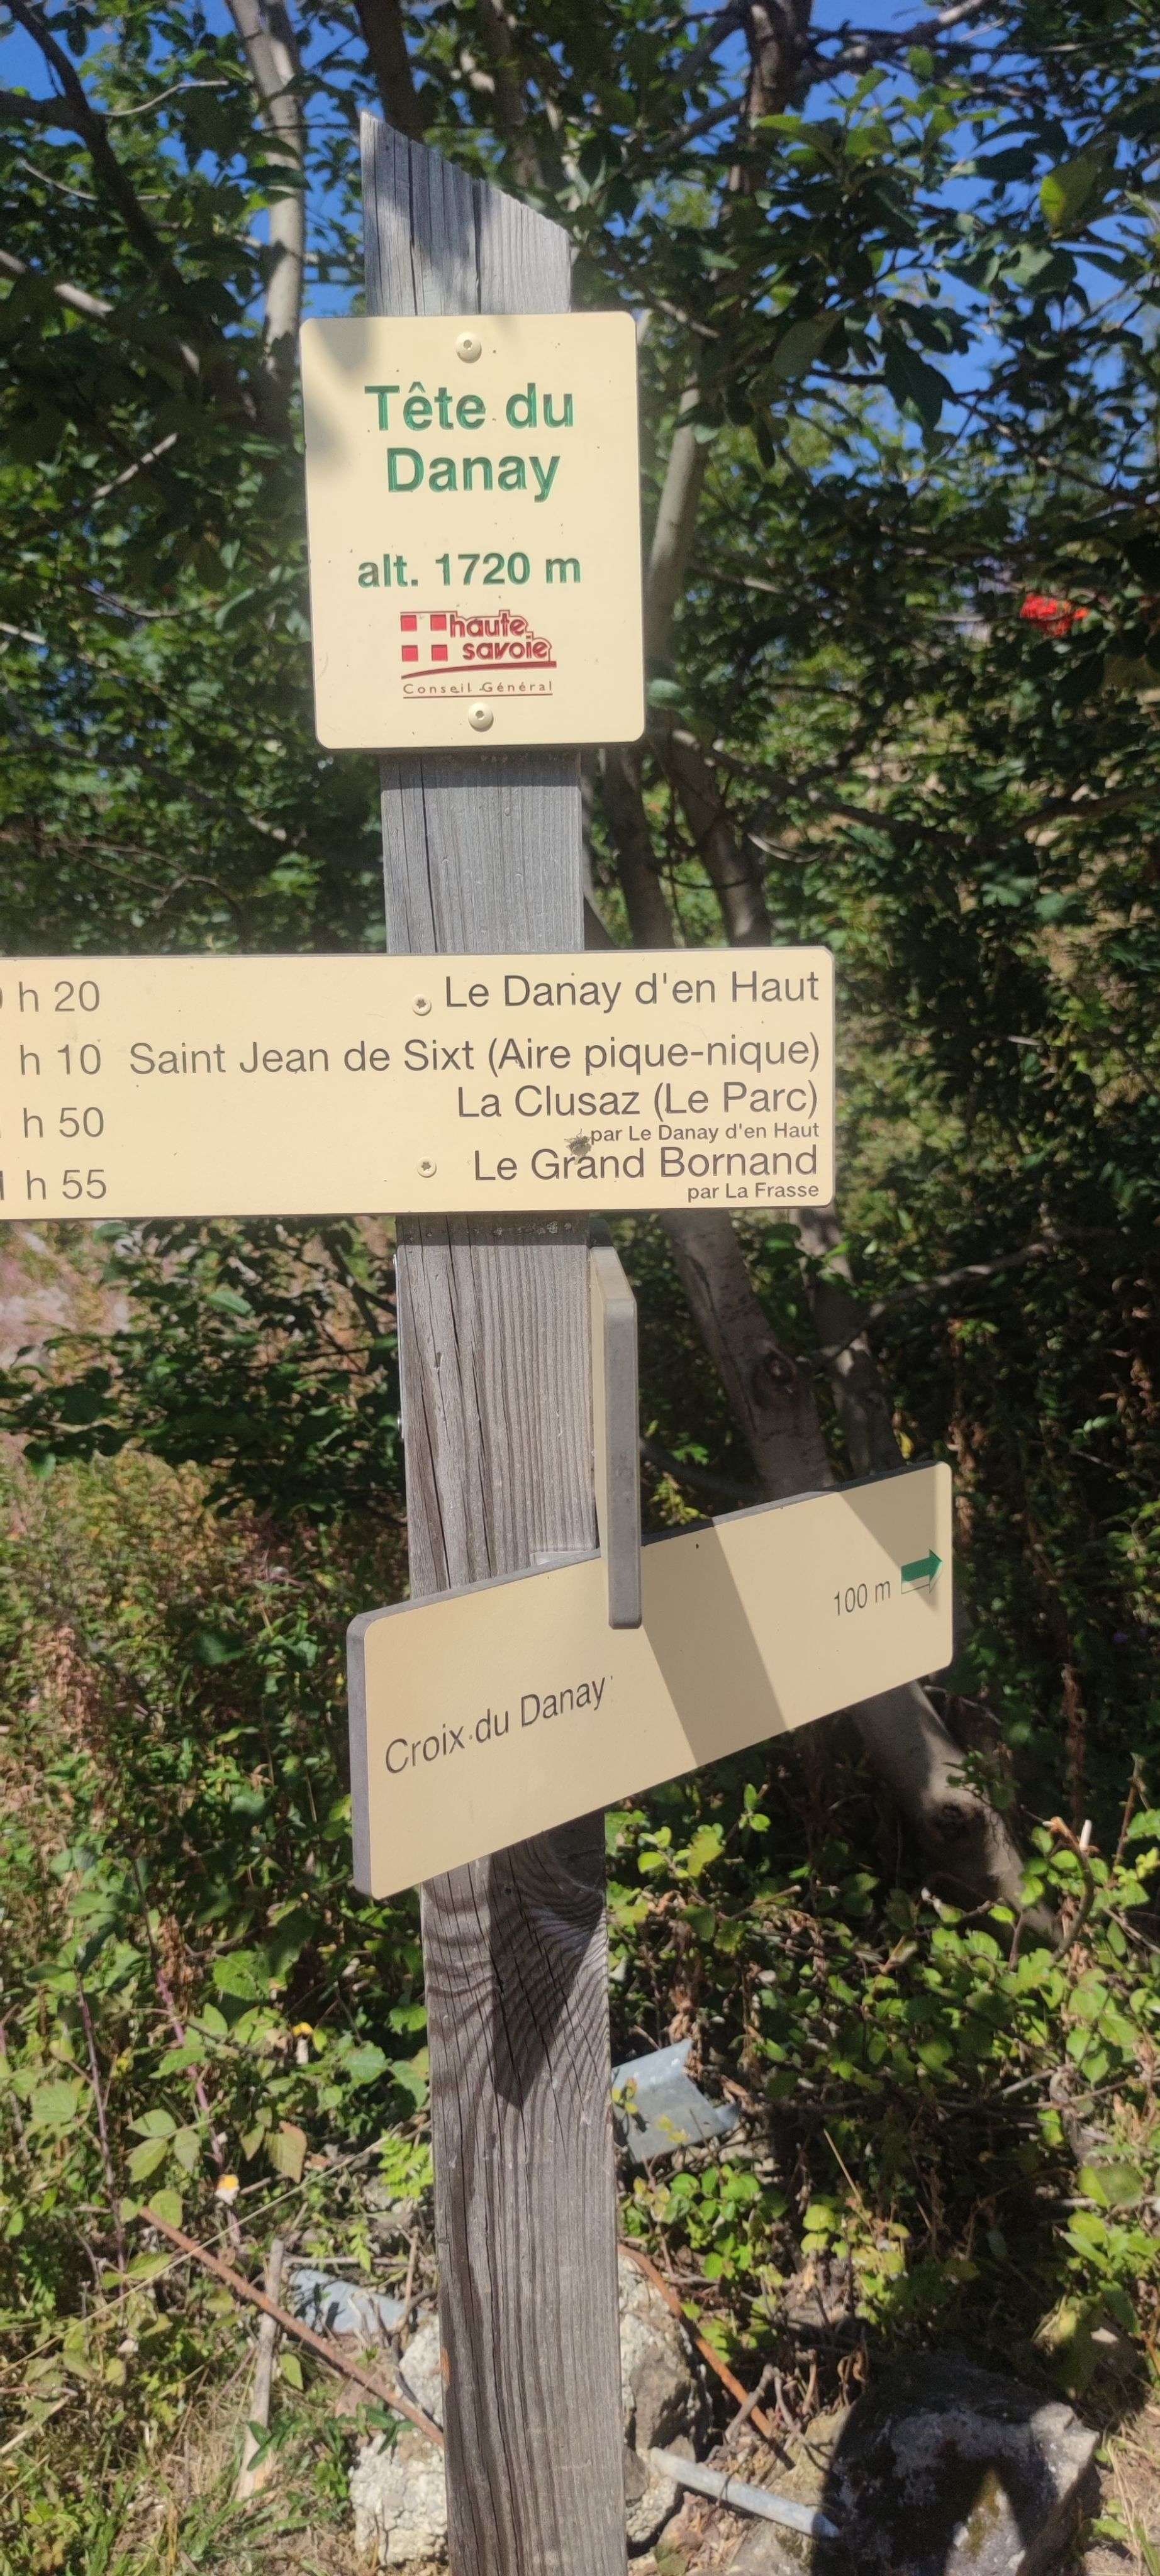 Tête du
Danay
alt. 1720 m
haute
savoie
Conseil Général
h 20 Le Danay d'en Haut
h 10 Saint Jean de Sixt (Aire pique-nique)
h 50 La Clusaz (Le Parc)
par Le Danay d'en Haut
h 55 Le Grand Bornand
par La Frasse
100 m
Croix du Danay